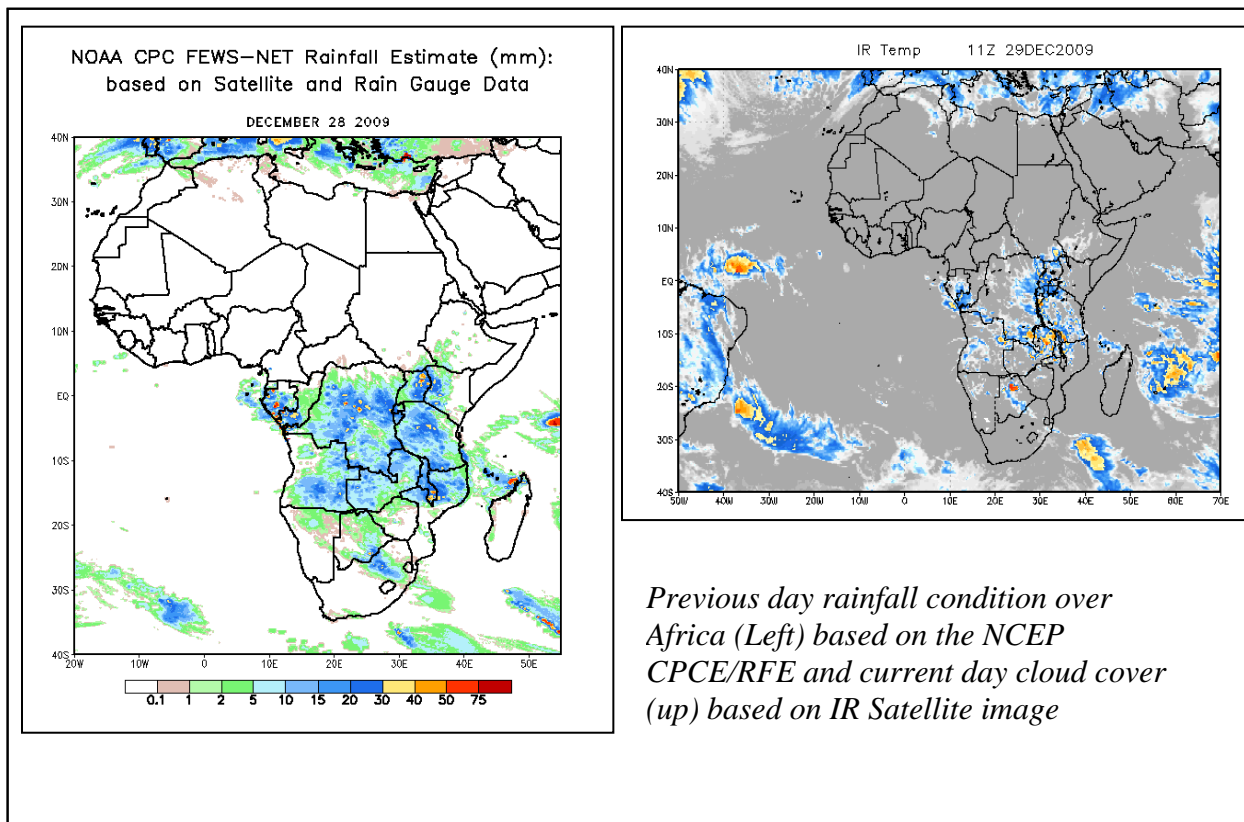 NOAA CPC FEWS-NET Rainfall Estimate (mm):
based on Satellite and Rain Gauge Data
DECEMBER 28 2009
40N
30N
20N
10N
EQ
10S
20S
30S
40S
20W 10W 0 10E 20E 30E 40E 50E
0.1 1 2 5 10 15 20 30 40 50 75
IR Temp 11Z 29DEC2009
40N
30N
20N
10N
EQ
10S
20S
30S
40S
50W 40W 30W 20W 10W 0 10E 20E 30E 40E 50E 60E 70E
Previous day rainfall condition over
Africa (Left) based on the NCEP
CPCE/RFE and current day cloud cover
(up) based on IR Satellite image